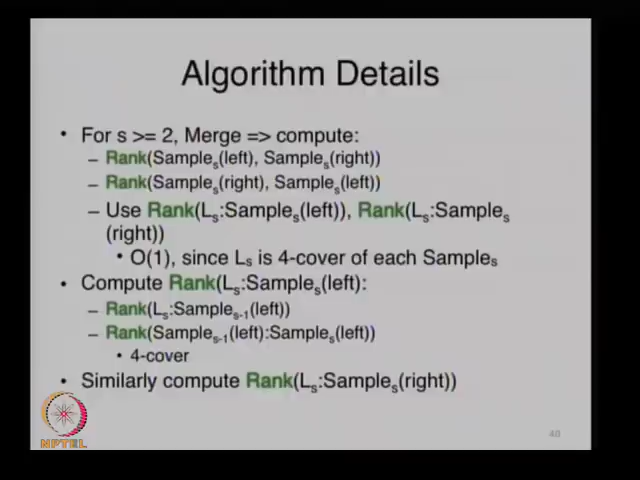 Algorithm Details
• For s >= 2, Merge => compute:
– Rank(Sampleₛ(left), Sampleₛ(right))
– Rank(Sampleₛ(right), Sampleₛ(left))
– Use Rank(Lₛ:Sampleₛ(left)), Rank(Lₛ:Sampleₛ
(right))
• O(1), since Lₛ is 4-cover of each Sampleₛ
• Compute Rank(Lₛ:Sampleₛ(left):
– Rank(Lₛ:Sampleₛ₋₁(left))
– Rank(Sampleₛ₋₁(left):Sampleₛ(left))
• 4-cover
• Similarly compute Rank(Lₛ:Sampleₛ(right))
NPTEL
40